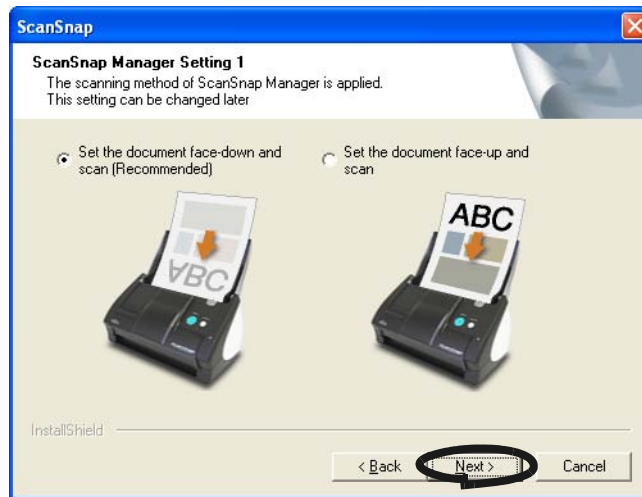 ScanSnap
ScanSnap Manager Setting 1
The scanning method of ScanSnap Manager is applied.
This setting can be changed later
Set the document face-down and
scan (Recommended)
Set the document face-up and
scan
ABC
ABC
InstallShield
< Back
Next >
Cancel